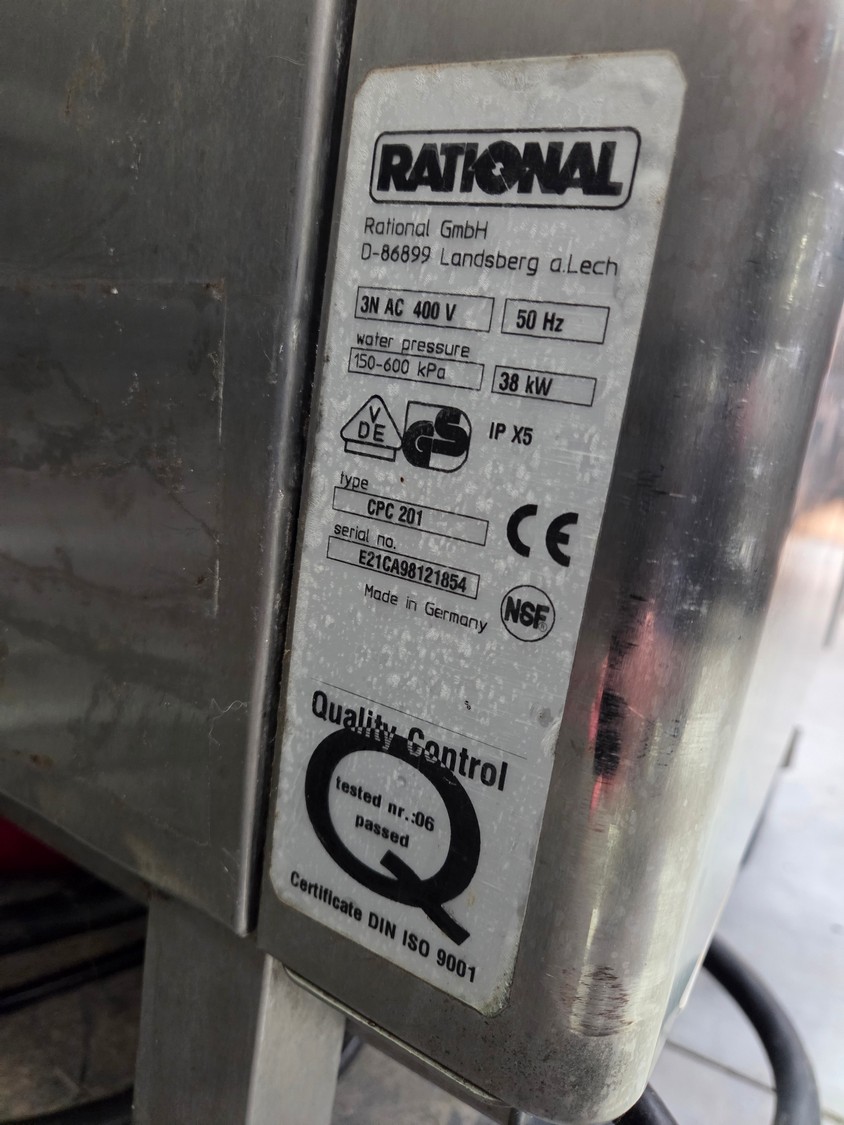 RATIONAL
Rational GmbH
D-86899 Landsberg a.Lech
3N AC 400 V
50 Hz
water pressure
150-600 kPa
38 kW
VDE
GS
IP X5
type
CPC 201
CE
serial no.
E21CA98121854
Made in Germany
NSF®
Quality Control
tested nr.:06
passed
Certificate DIN ISO 9001